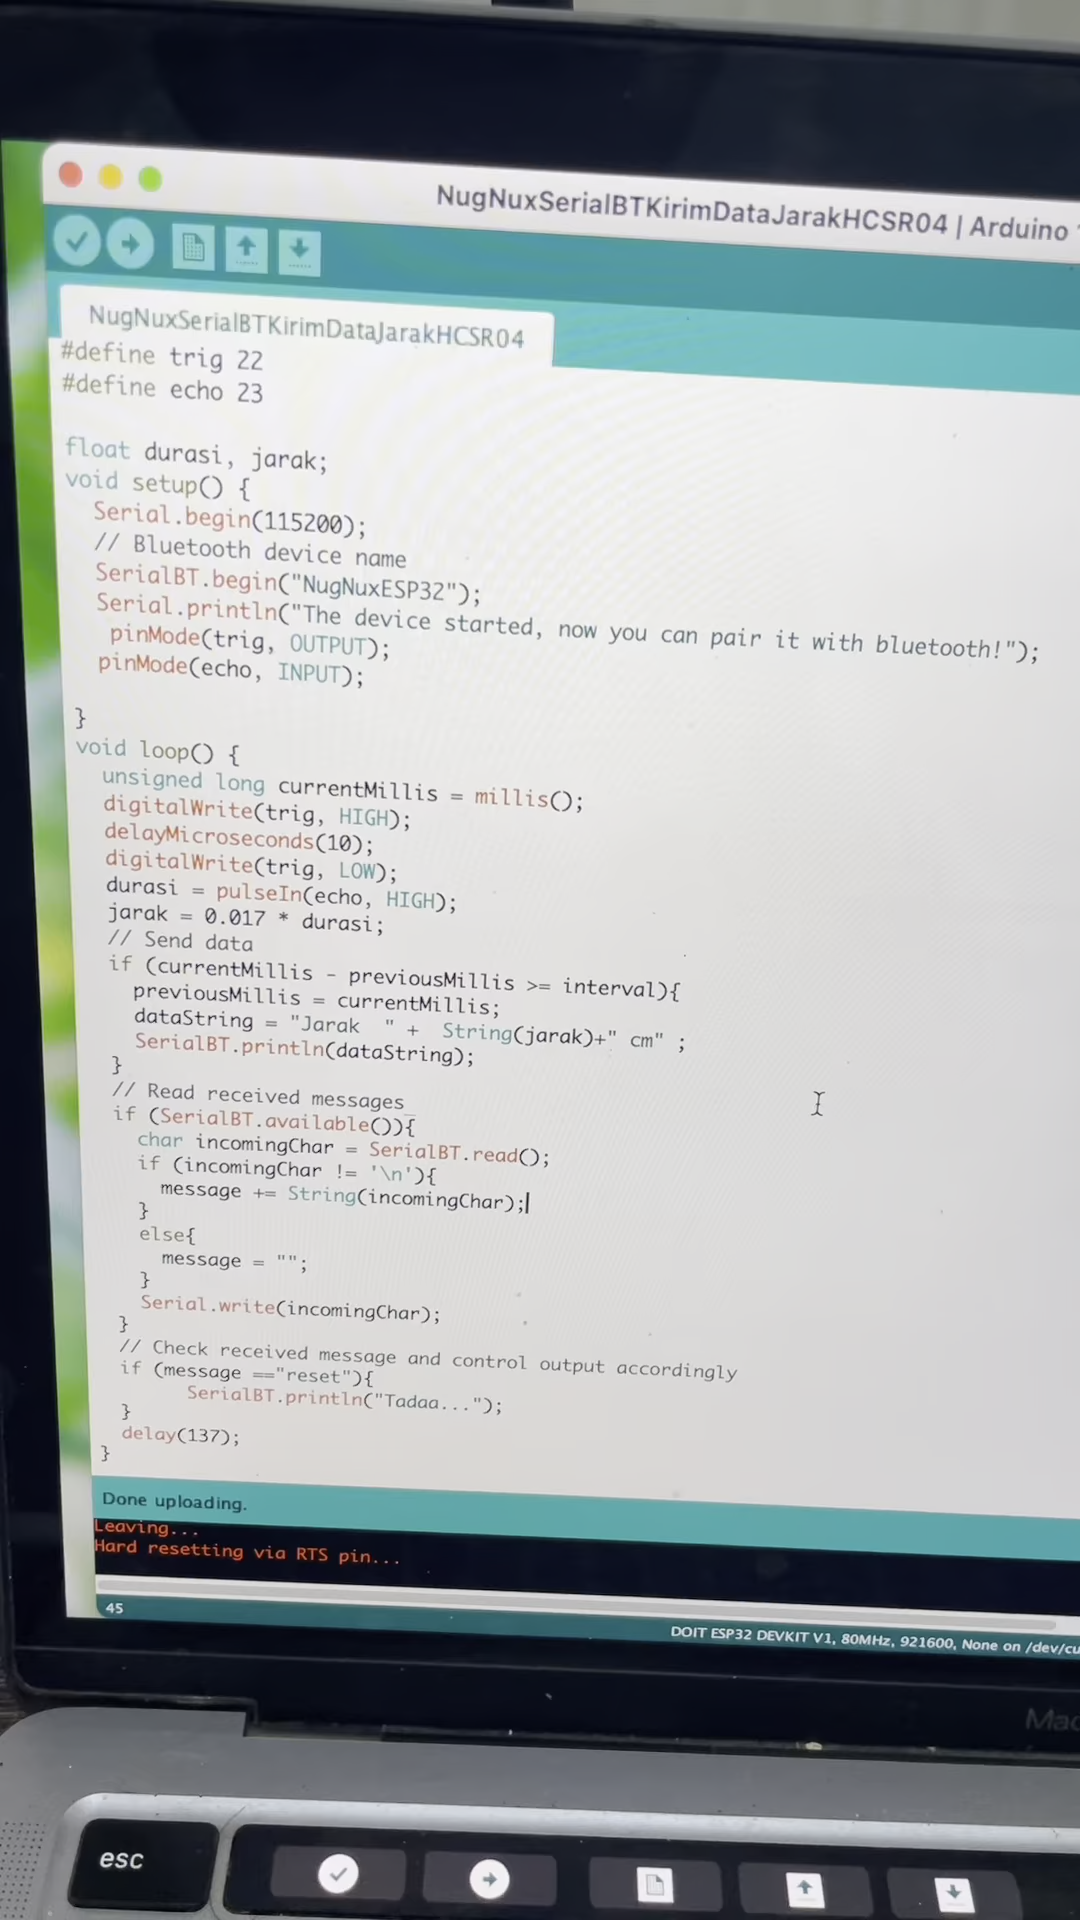 NugNuxSerialBTKirimDataJarakHCSR04 | Arduino
NugNuxSerialBTKirimDataJarakHCSR04
#define trig 22
#define echo 23
float durasi, jarak;
void setup() {
Serial.begin(115200);
// Bluetooth device name
SerialBT.begin("NugNuxESP32");
Serial.println("The device started, now you can pair it with bluetooth!");
pinMode(trig, OUTPUT);
pinMode(echo, INPUT);
}
void loop() {
unsigned long currentMillis = millis();
digitalWrite(trig, HIGH);
delayMicroseconds(10);
digitalWrite(trig, LOW);
durasi = pulseIn(echo, HIGH);
jarak = 0.017 * durasi;
// Send data
if (currentMillis - previousMillis >= interval){
previousMillis = currentMillis;
dataString = "Jarak  " +  String(jarak)+" cm" ;
SerialBT.println(dataString);
}
// Read received messages
if (SerialBT.available()){
char incomingChar = SerialBT.read();
if (incomingChar != '\n'){
message += String(incomingChar);
}
else{
message = "";
}
Serial.write(incomingChar);
}
// Check received message and control output accordingly
if (message =="reset"){
SerialBT.println("Tadaa...");
}
delay(137);
}
Done uploading.
Leaving...
Hard resetting via RTS pin...
45
DOIT ESP32 DEVKIT V1, 80MHz, 921600, None on /dev/cu
Mac
esc